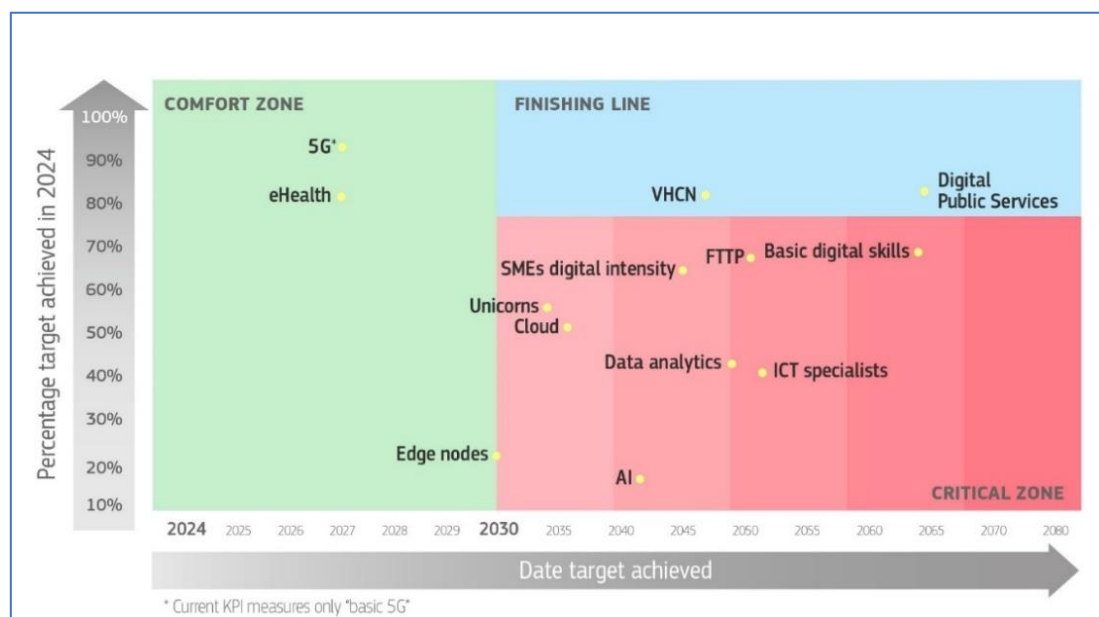 COMFORT ZONE
FINISHING LINE
Percentage target achieved in 2024
100%
90%
80%
70%
60%
50%
40%
30%
20%
10%
5G*
eHealth
VHCN
Digital
Public Services
FTTP
Basic digital skills
SMEs digital intensity
Unicorns
Cloud
Data analytics
ICT specialists
Edge nodes
AI
CRITICAL ZONE
2024 2025 2026 2027 2028 2029 2030 2035 2040 2045 2050 2055 2060 2065 2070 2080
Date target achieved
* Current KPI measures only "basic 5G"